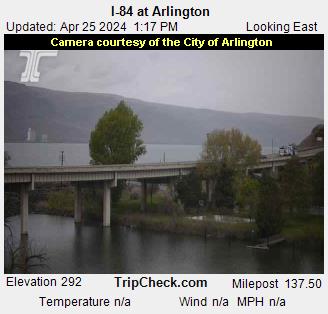 I-84 at Arlington
Updated: Apr 25 2024 1:17 PM Looking East
Camera courtesy of the City of Arlington
Elevation 292 TripCheck.com Milepost 137.50
Temperature n/a Wind n/a MPH n/a